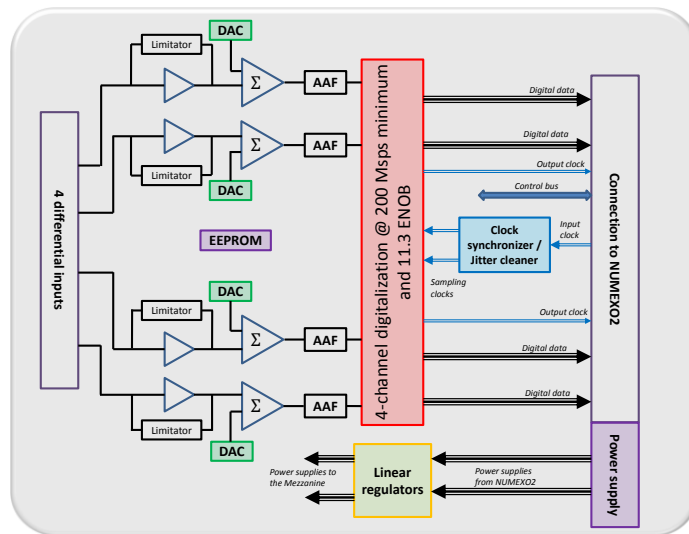 DAC
Limitator
Σ
AAF
Digital data
Digital data
Limitator
Σ
AAF
DAC
Output clock
Control bus
4 differential inputs
EEPROM
4-channel digitalization @ 200 Msps minimum
and 11.3 ENOB
Clock
synchronizer /
Jitter cleaner
Input
clock
Connection to NUMEXO2
Sampling
clocks
DAC
Limitator
Σ
AAF
Output clock
Digital data
Digital data
Σ
AAF
Limitator
DAC
Power supplies to
the Mezzanine
Linear
regulators
Power supplies
from NUMEXO2
Power supply